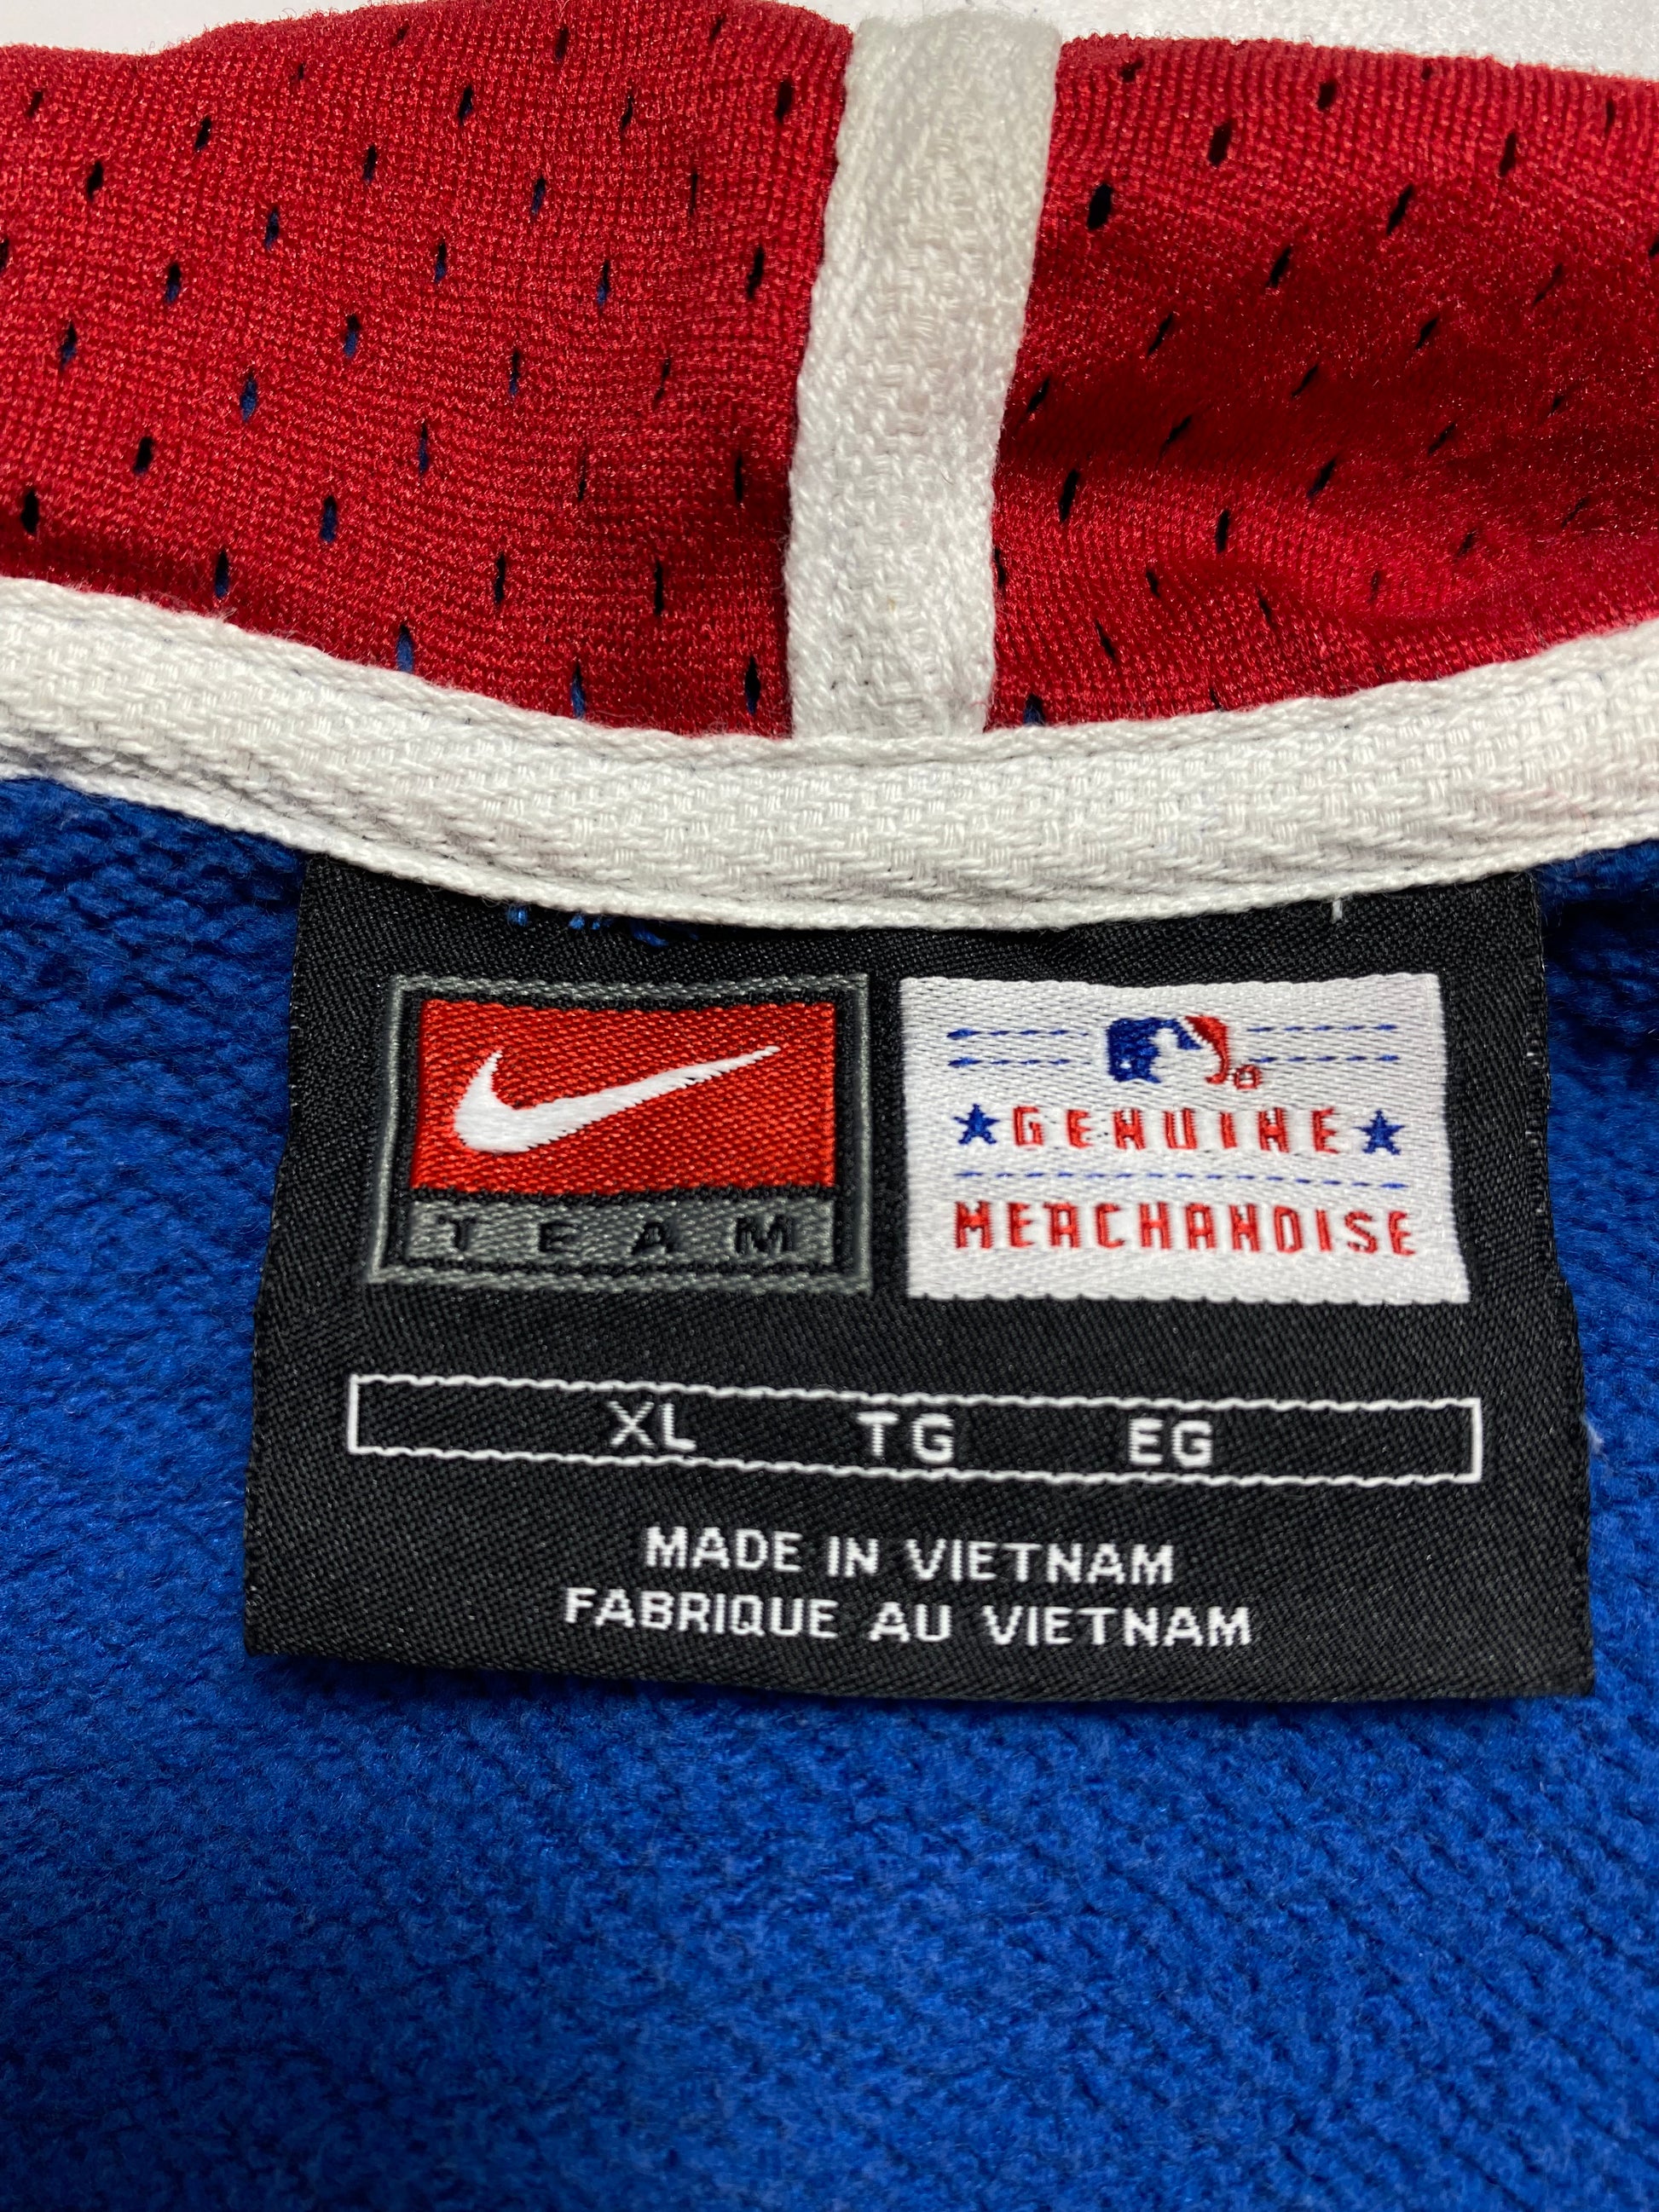 TEAM
GENUINE
MERCHANDISE
XL TG EG
MADE IN VIETNAM
FABRIQUE AU VIETNAM